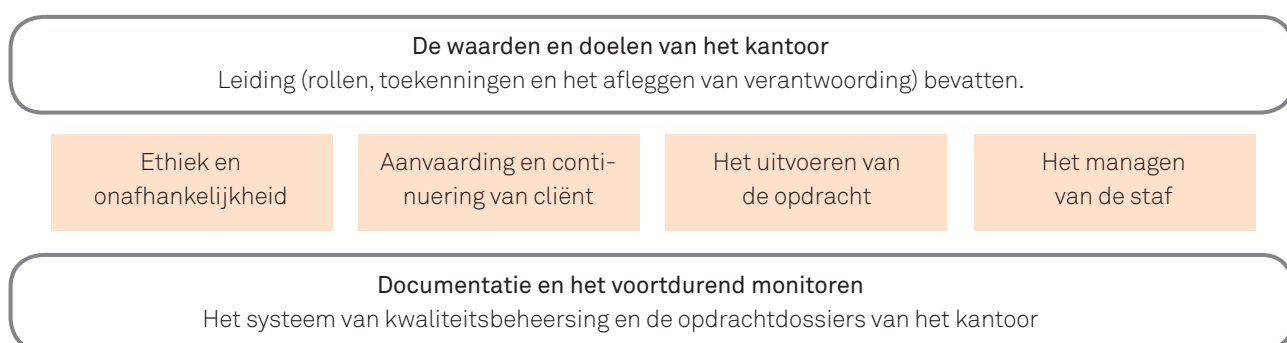 De waarden en doelen van het kantoor
Leiding (rollen, toekenningen en het afleggen van verantwoording) bevatten.
Ethiek en
onafhankelijkheid
Aanvaarding en conti-
nuering van cliënt
Het uitvoeren van
de opdracht
Het managen
van de staf
Documentatie en het voortdurend monitoren
Het systeem van kwaliteitsbeheersing en de opdrachtdossiers van het kantoor